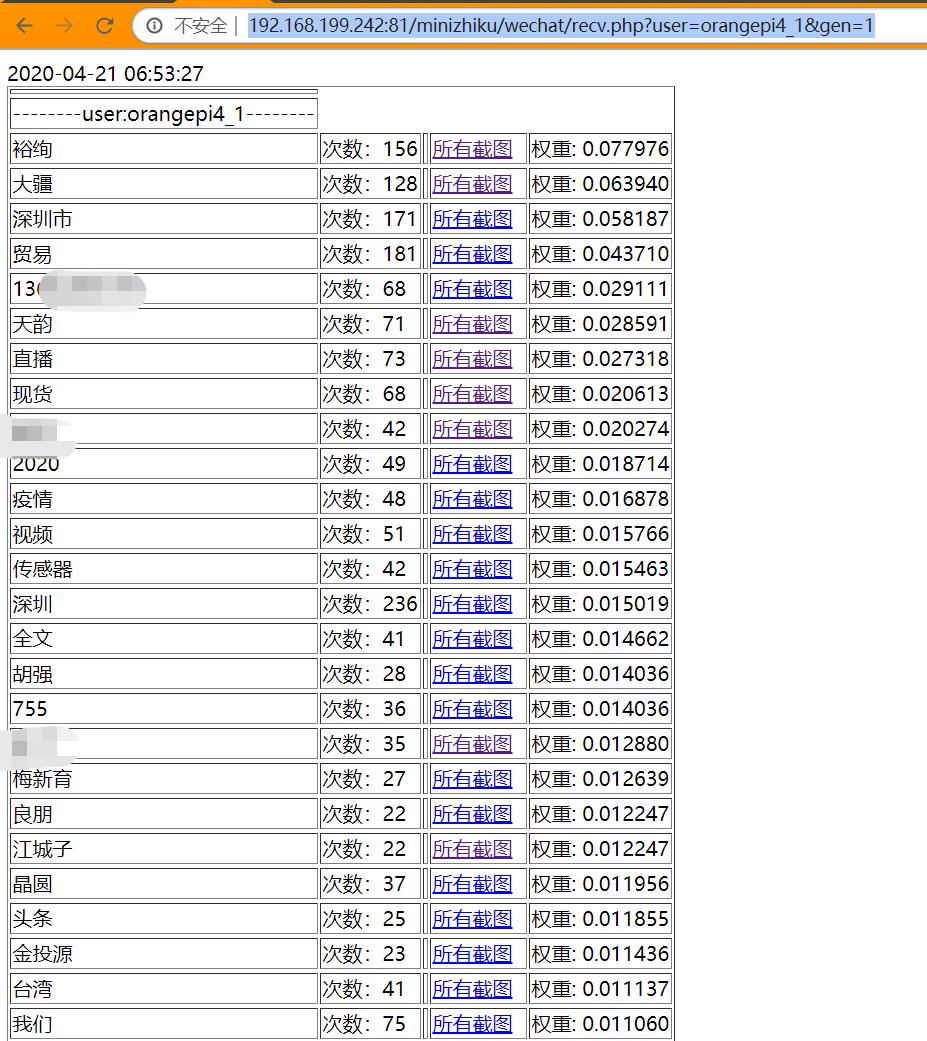 不安全 | 192.168.199.242:81/minizhiku/wechat/recv.php?user=orangepi4_1&gen=1
2020-04-21 06:53:27
--------user:orangepi4_1--------
裕绚 次数：156 所有截图 权重: 0.077976
大疆 次数：128 所有截图 权重: 0.063940
深圳市 次数：171 所有截图 权重: 0.058187
贸易 次数：181 所有截图 权重: 0.043710
13 次数：68 所有截图 权重: 0.029111
天韵 次数：71 所有截图 权重: 0.028591
直播 次数：73 所有截图 权重: 0.027318
现货 次数：68 所有截图 权重: 0.020613
次数：42 所有截图 权重: 0.020274
2020 次数：49 所有截图 权重: 0.018714
疫情 次数：48 所有截图 权重: 0.016878
视频 次数：51 所有截图 权重: 0.015766
传感器 次数：42 所有截图 权重: 0.015463
深圳 次数：236 所有截图 权重: 0.015019
全文 次数：41 所有截图 权重: 0.014662
胡强 次数：28 所有截图 权重: 0.014036
755 次数：36 所有截图 权重: 0.014036
次数：35 所有截图 权重: 0.012880
梅新育 次数：27 所有截图 权重: 0.012639
良朋 次数：22 所有截图 权重: 0.012247
江城子 次数：22 所有截图 权重: 0.012247
晶圆 次数：37 所有截图 权重: 0.011956
头条 次数：25 所有截图 权重: 0.011855
金投源 次数：23 所有截图 权重: 0.011436
台湾 次数：41 所有截图 权重: 0.011137
我们 次数：75 所有截图 权重: 0.011060